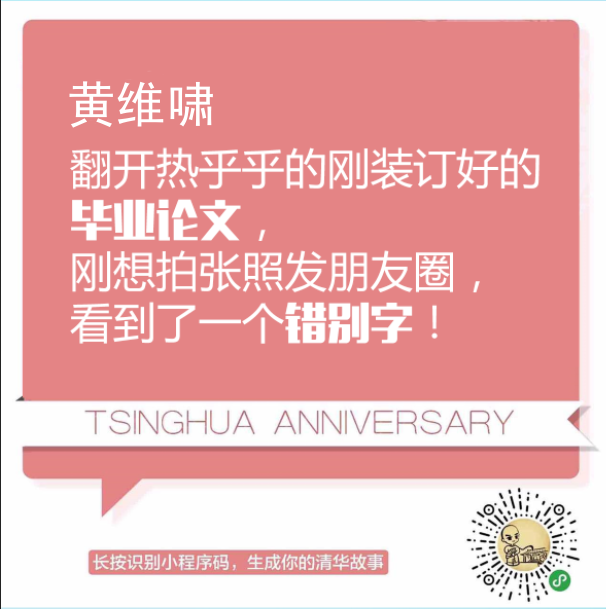 黄维啸
翻开热乎乎的刚装订好的
毕业论文，
刚想拍张照发朋友圈，
看到了一个错别字！
TSINGHUA ANNIVERSARY
长按识别小程序码，生成你的清华故事